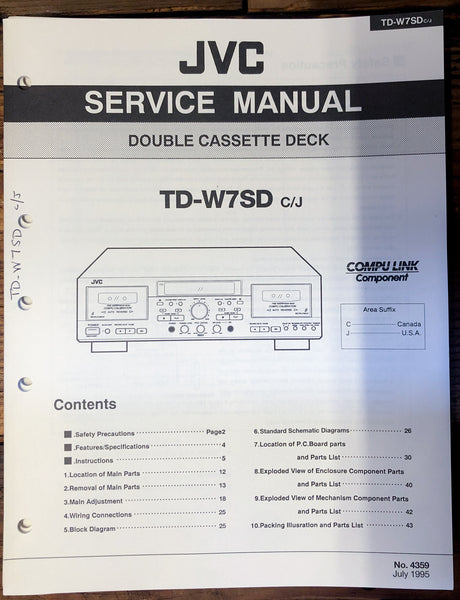 TD-W7SD C/J
JVC
SERVICE MANUAL
DOUBLE CASSETTE DECK
TD-W7SD C/J
TD-W7SD C/J
JVC
COMPU LINK
Component
Area Suffix
C Canada
J U.S.A.
Contents
.Safety Precautions Page2
.Features/Specifications 4
.Instructions 5
1.Location of Main Parts 12
2.Removal of Main Parts 13
3.Main Adjustment 18
4.Wiring Connections 25
5.Block Diagram 25
6.Standard Schematic Diagrams 26
7.Location of P.C.Board parts
and Parts List 30
8.Exploded View of Enclosure Component Parts
and Parts List 40
9.Exploded View of Mechanism Component Parts
and Parts List 42
10.Packing Illusration and Parts List 43
No. 4359
July 1995